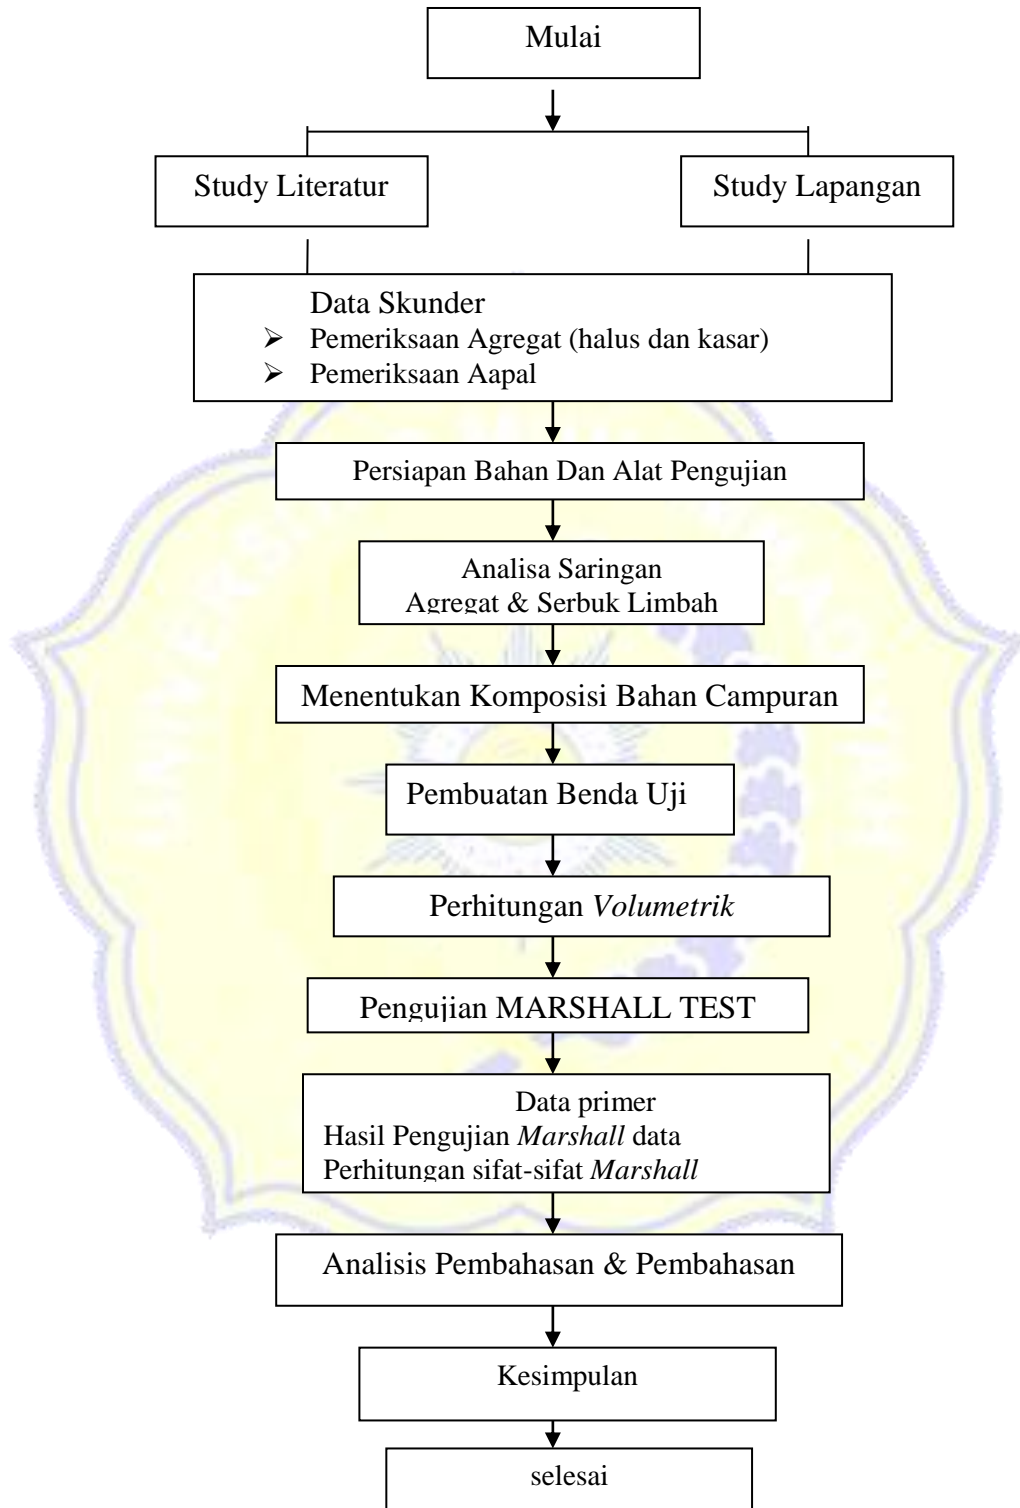 Mulai
Study Literatur
Study Lapangan
Data Skunder
➢ Pemeriksaan Agregat (halus dan kasar)
➢ Pemeriksaan Aapal
Persiapan Bahan Dan Alat Pengujian
Analisa Saringan
Agregat & Serbuk Limbah
Menentukan Komposisi Bahan Campuran
Pembuatan Benda Uji
Perhitungan Volumetrik
Pengujian MARSHALL TEST
Data primer
Hasil Pengujian Marshall data
Perhitungan sifat-sifat Marshall
Analisis Pembahasan & Pembahasan
Kesimpulan
selesai